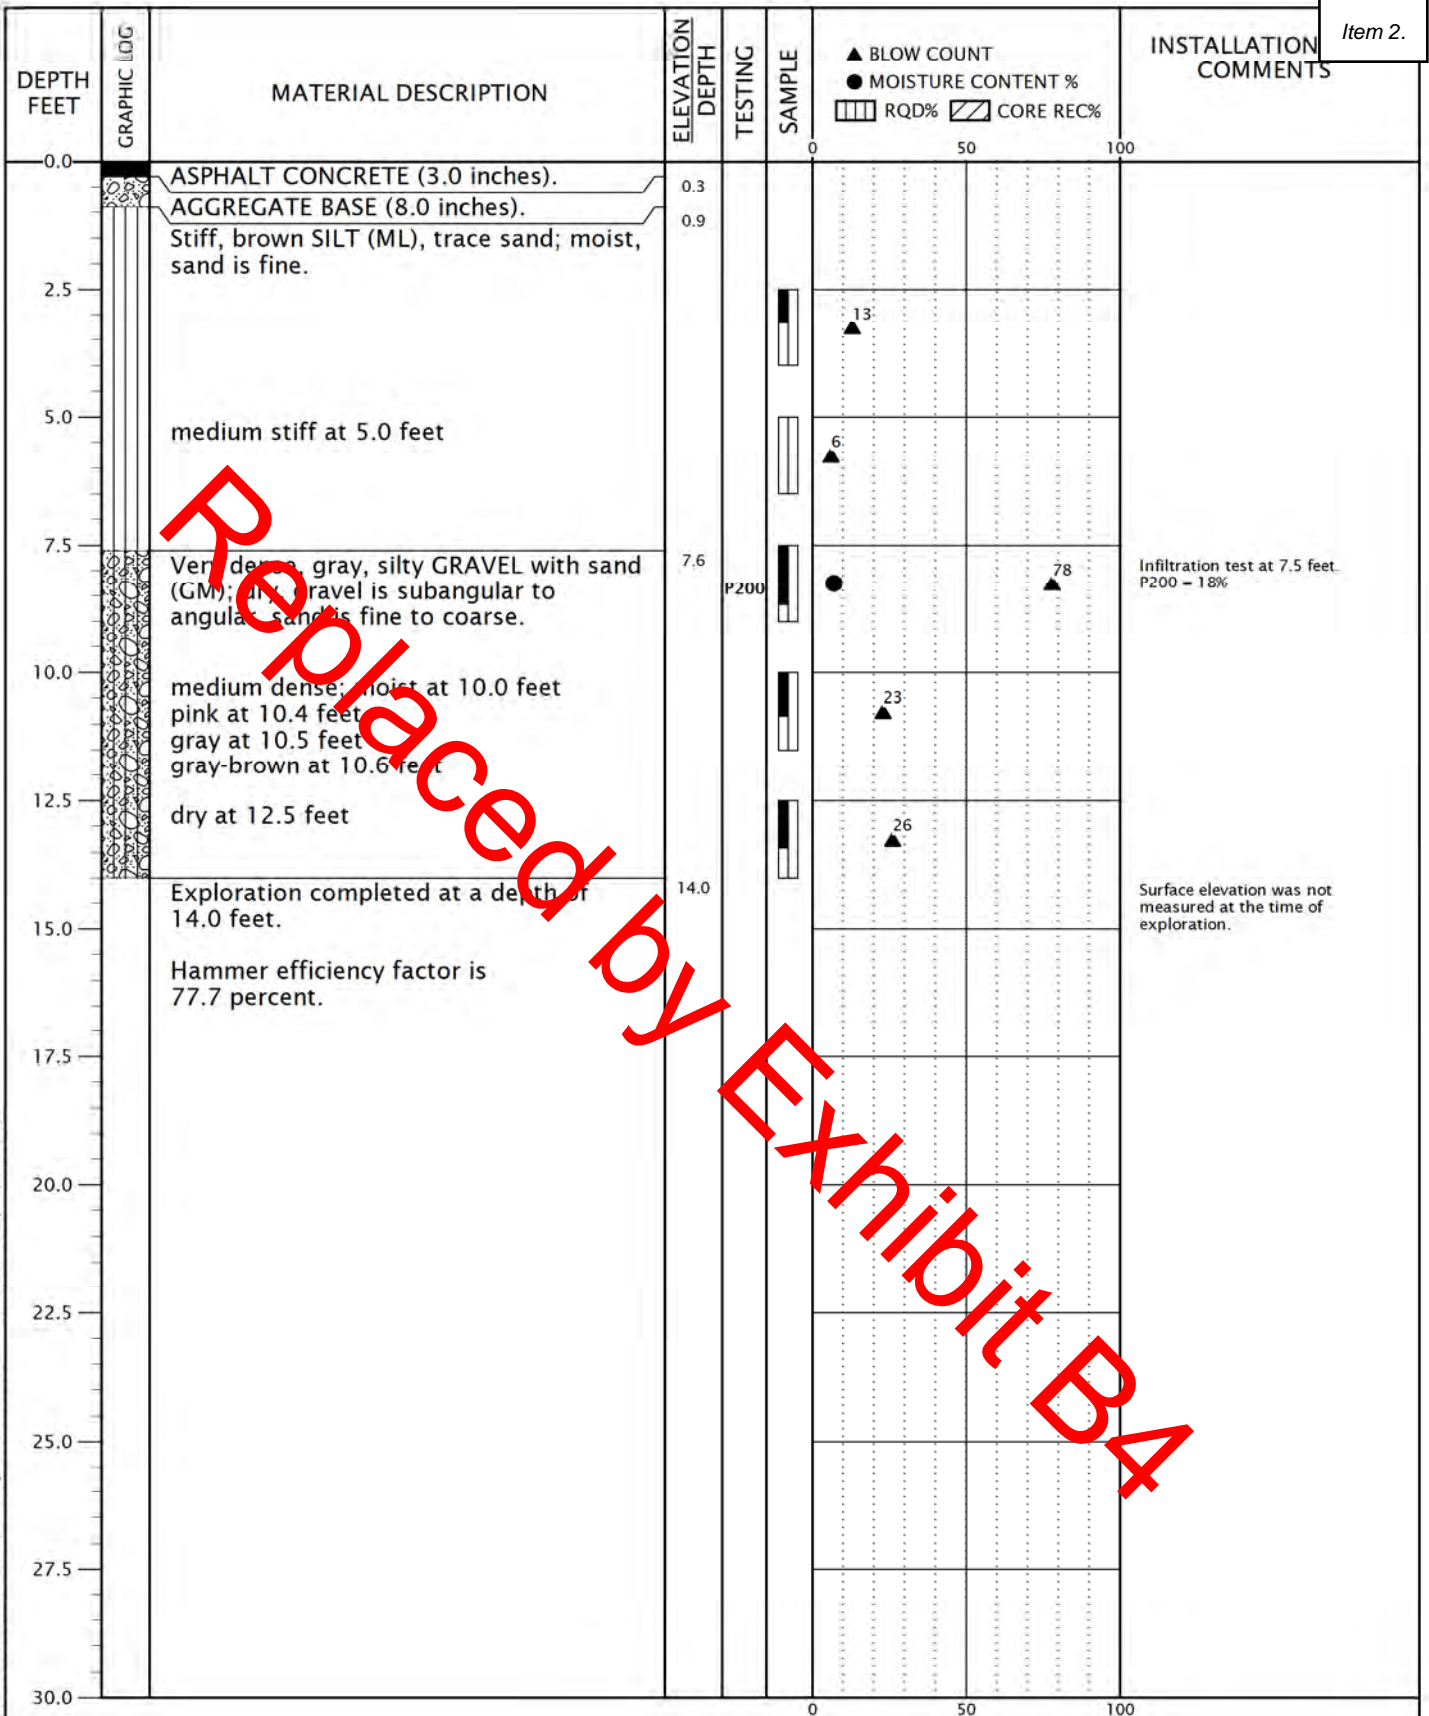 Item 2.
DEPTH
FEET
GRAPHIC LOG
MATERIAL DESCRIPTION
ELEVATION
DEPTH
TESTING
SAMPLE
▲ BLOW COUNT
● MOISTURE CONTENT %
RQD% CORE REC%
INSTALLATION
COMMENTS
0 50 100
0.0
ASPHALT CONCRETE (3.0 inches).
0.3
AGGREGATE BASE (8.0 inches).
0.9
Stiff, brown SILT (ML), trace sand; moist,
sand is fine.
2.5
13
5.0
medium stiff at 5.0 feet
6
7.5
Very dense, gray, silty GRAVEL with sand
(GM); dry, gravel is subangular to
angular, sand is fine to coarse.
7.6
P200
78
Infiltration test at 7.5 feet.
P200 = 18%
10.0
medium dense; moist at 10.0 feet
pink at 10.4 feet
gray at 10.5 feet
gray-brown at 10.6 feet
23
12.5
dry at 12.5 feet
26
Exploration completed at a depth of
14.0 feet.
14.0
Surface elevation was not
measured at the time of
exploration.
15.0
Hammer efficiency factor is
77.7 percent.
17.5
20.0
22.5
25.0
27.5
30.0
0 50 100
Replaced by Exhibit B4